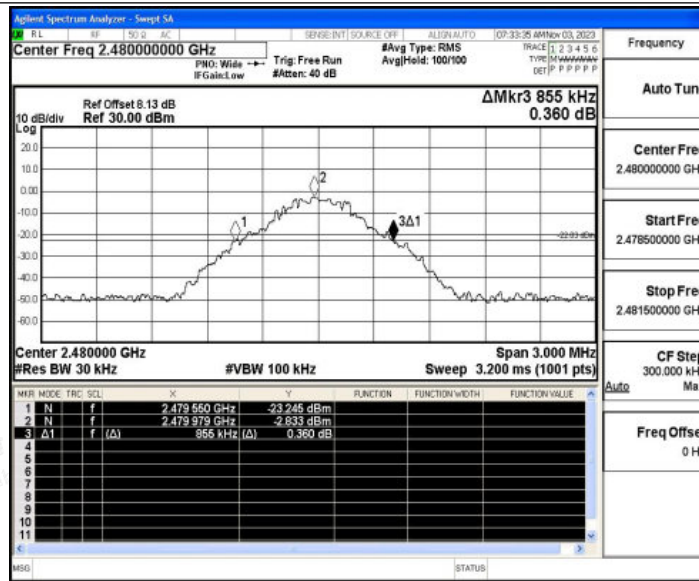 Agilent Spectrum Analyzer - Swept SA
RL RF 50 Ω AC SENSE:INT SOURCE OFF ALIGN AUTO 07:33:35 AM Nov 03, 2023
Center Freq 2.480000000 GHz #Avg Type: RMS TRACE 1 2 3 4 5 6
PNO: Wide Trig: Free Run Avg|Hold: 100/100 TYPE M
IFGain:Low #Atten: 40 dB DET P P P P P P
Ref Offset 8.13 dB ΔMkr3 855 kHz
10 dB/div Ref 30.00 dBm 0.360 dB
Log
20.0
10.0
0.00
-10.0
-20.0
-30.0
-40.0
-50.0
-60.0
1
2
3Δ1
-22.83 dBm
Center 2.480000 GHz Span 3.000 MHz
#Res BW 30 kHz #VBW 100 kHz Sweep 3.200 ms (1001 pts)
MKR MODE TRC SCL X Y FUNCTION FUNCTION WIDTH FUNCTION VALUE
1 N f 2.479 550 GHz -23.245 dBm
2 N f 2.479 979 GHz -2.833 dBm
3 Δ1 f (Δ) 855 kHz (Δ) 0.360 dB
4
5
6
7
8
9
10
11
MSG STATUS
Frequency
Auto Tun
Center Fre
2.480000000 GH
Start Fre
2.478500000 GH
Stop Fre
2.481500000 GH
CF Ste
300.000 kH
Auto Ma
Freq Offse
0 H